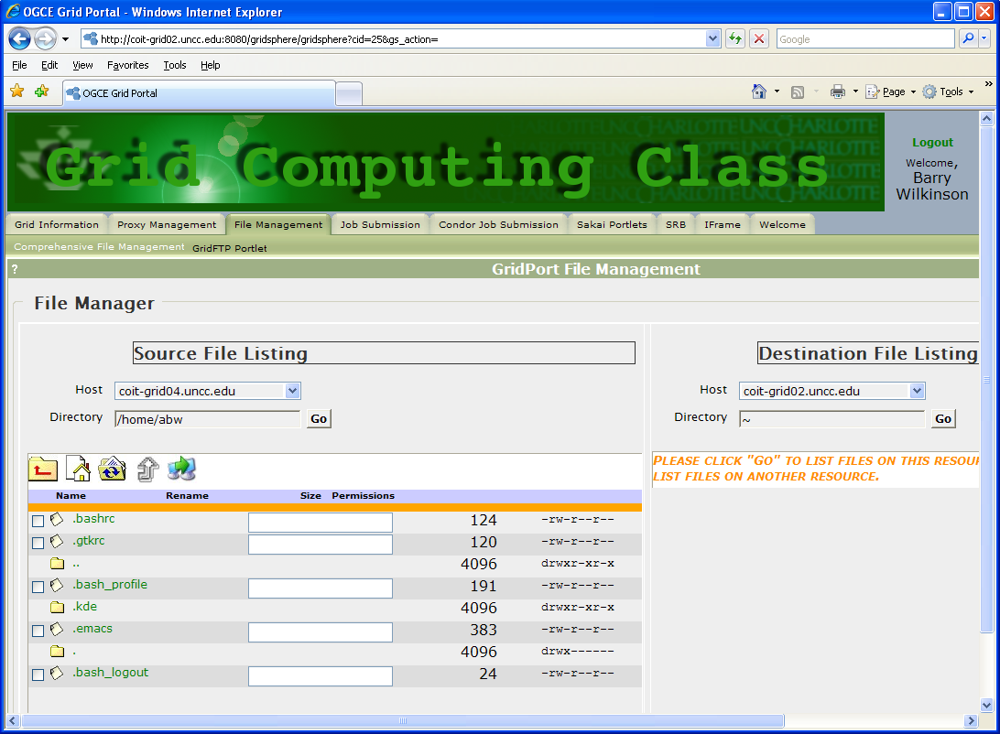 OGCE Grid Portal - Windows Internet Explorer
http://coit-grid02.uncc.edu:8080/gridsphere/gridsphere?cid=25&gs_action=
Google
File Edit View Favorites Tools Help
OGCE Grid Portal
Page Tools »
UNCCHARLOTTE
Grid Computing Class
Logout
Welcome,
Barry
Wilkinson
Grid Information Proxy Management File Management Job Submission Condor Job Submission Sakai Portlets SRB IFrame Welcome
Comprehensive File Management GridFTP Portlet
? GridPort File Management
File Manager
Source File Listing
Host coit-grid04.uncc.edu
Directory /home/abw Go
Name Rename Size Permissions
.bashrc 124 -rw-r--r--
.gtkrc 120 -rw-r--r--
.. 4096 drwxr-xr-x
.bash_profile 191 -rw-r--r--
.kde 4096 drwxr-xr-x
.emacs 383 -rw-r--r--
. 4096 drwx------
.bash_logout 24 -rw-r--r--
Destination File Listing
Host coit-grid02.uncc.edu
Directory ~ Go
PLEASE CLICK "GO" TO LIST FILES ON THIS RESOUR
LIST FILES ON ANOTHER RESOURCE.